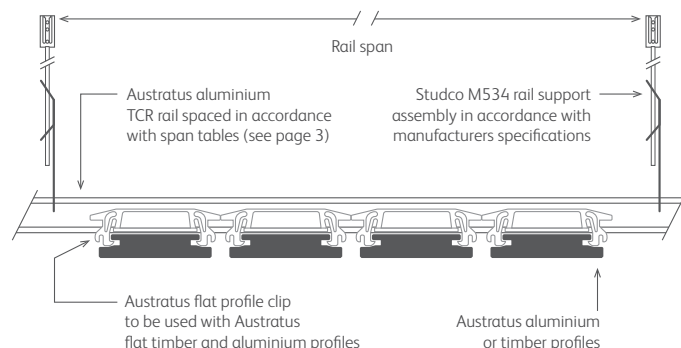 Rail span
Austratus aluminium
TCR rail spaced in accordance
with span tables (see page 3)
Studco M534 rail support
assembly in accordance with
manufacturers specifications
Austratus flat profile clip
to be used with Austratus
flat timber and aluminium profiles
Austratus aluminium
or timber profiles